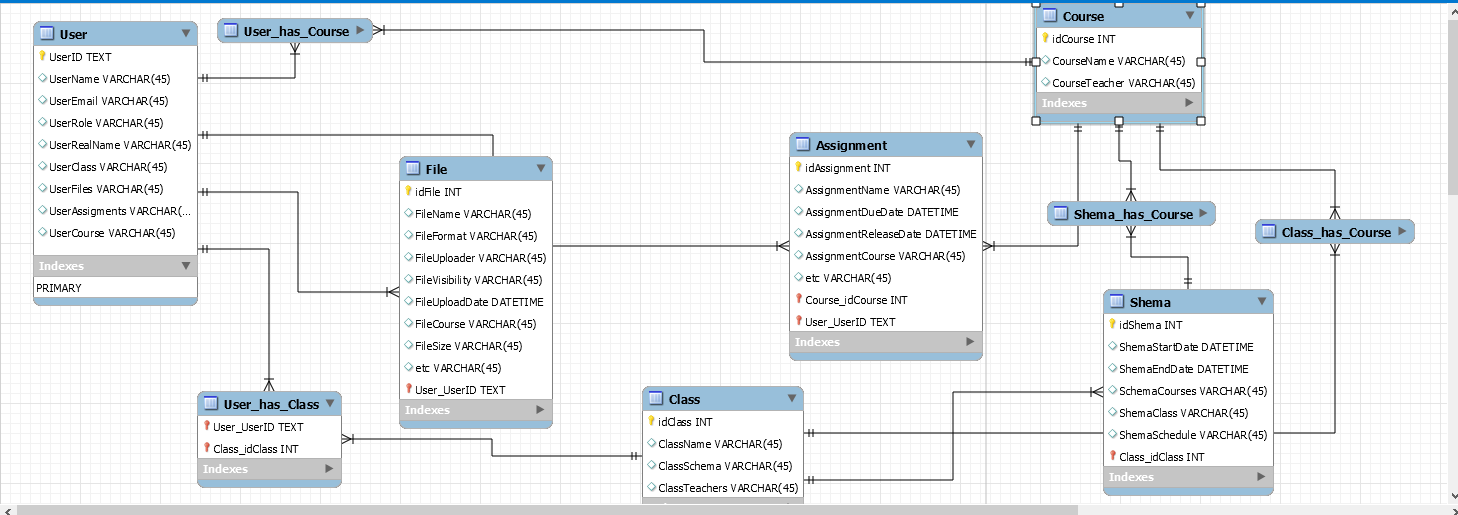 User
UserID TEXT
UserName VARCHAR(45)
UserEmail VARCHAR(45)
UserRole VARCHAR(45)
UserRealName VARCHAR(45)
UserClass VARCHAR(45)
UserFiles VARCHAR(45)
UserAssigments VARCHAR(...
UserCourse VARCHAR(45)
Indexes
PRIMARY
User_has_Course
Course
idCourse INT
CourseName VARCHAR(45)
CourseTeacher VARCHAR(45)
Indexes
File
idFile INT
FileName VARCHAR(45)
FileFormat VARCHAR(45)
FileUploader VARCHAR(45)
FileVisibility VARCHAR(45)
FileUploadDate DATETIME
FileCourse VARCHAR(45)
FileSize VARCHAR(45)
etc VARCHAR(45)
User_UserID TEXT
Indexes
Assignment
idAssignment INT
AssignmentName VARCHAR(45)
AssignmentDueDate DATETIME
AssignmentReleaseDate DATETIME
AssignmentCourse VARCHAR(45)
etc VARCHAR(45)
Course_idCourse INT
User_UserID TEXT
Indexes
Shema_has_Course
Class_has_Course
Shema
idShema INT
ShemaStartDate DATETIME
ShemaEndDate DATETIME
SchemaCourses VARCHAR(45)
ShemaClass VARCHAR(45)
ShemaSchedule VARCHAR(45)
Class_idClass INT
Indexes
User_has_Class
User_UserID TEXT
Class_idClass INT
Indexes
Class
idClass INT
ClassName VARCHAR(45)
ClassSchema VARCHAR(45)
ClassTeachers VARCHAR(45)